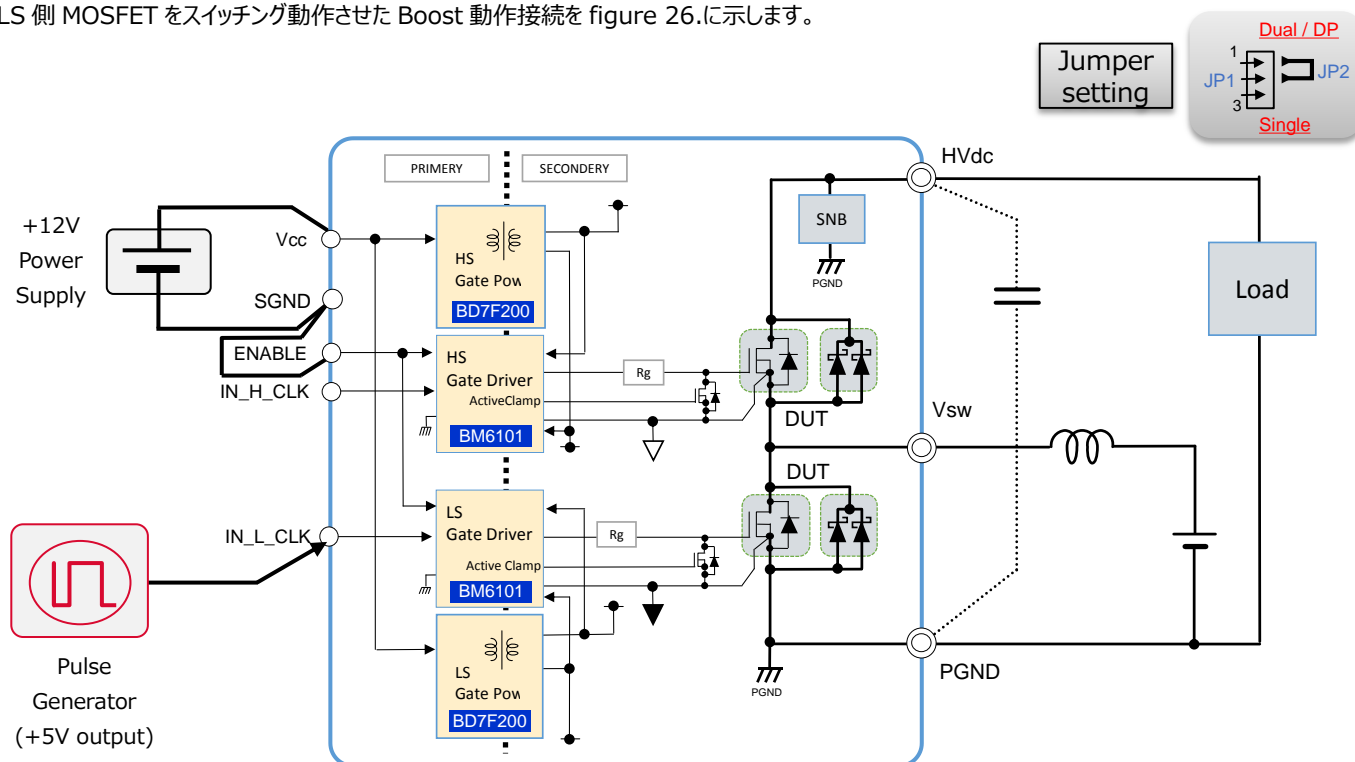 LS 側 MOSFET をスイッチング動作させた Boost 動作接続を figure 26.に示します。
Jumper
setting
Dual / DP
1
JP1
JP2
3
Single
HVdc
PRIMERY
SECONDERY
+12V
Power
Supply
Vcc
SGND
ENABLE
IN_H_CLK
HS
Gate Pow
BD7F200
HS
Gate Driver
ActiveClamp
BM6101
Rg
SNB
PGND
DUT
Vsw
Load
DUT
IN_L_CLK
LS
Gate Driver
Active Clamp
BM6101
Rg
LS
Gate Pow
BD7F200
PGND
PGND
Pulse
Generator
(+5V output)